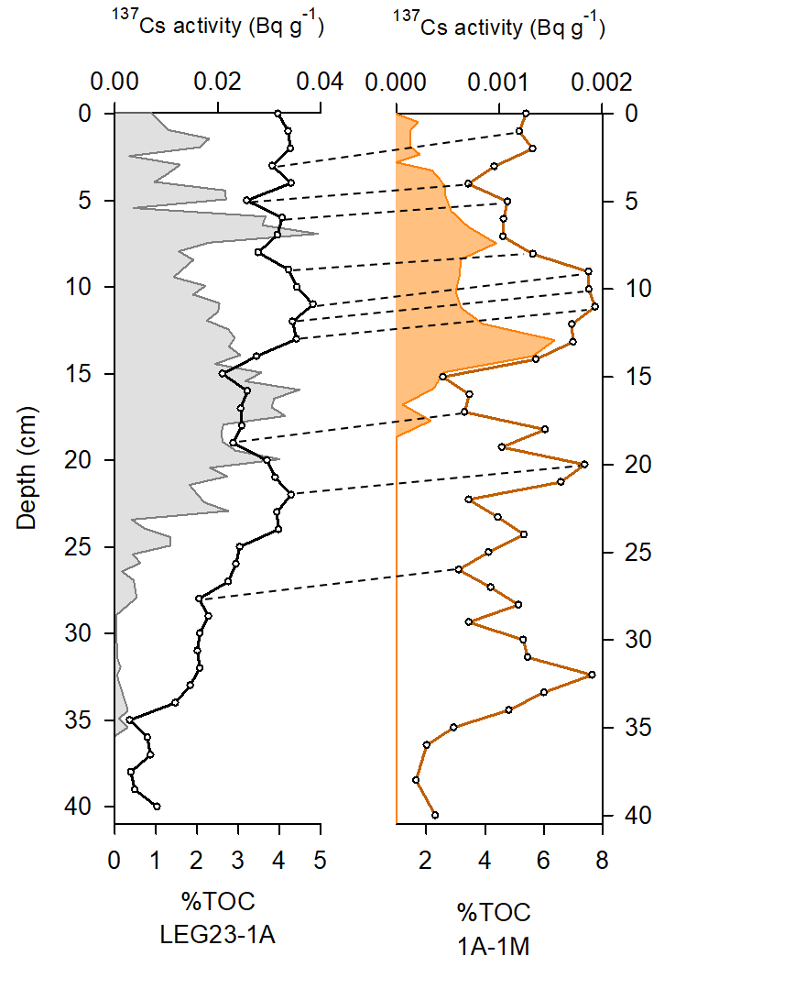 ¹³⁷Cs activity (Bq g⁻¹) ¹³⁷Cs activity (Bq g⁻¹)
0.00 0.02 0.04 0.000 0.001 0.002
0 0
5 5
10 10
15 15
Depth (cm)
20 20
25 25
30 30
35 35
40 40
0 1 2 3 4 5 2 4 6 8
%TOC %TOC
LEG23-1A 1A-1M